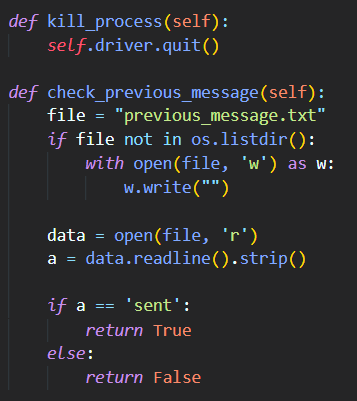 def kill_process(self):
    self.driver.quit()

def check_previous_message(self):
    file = "previous_message.txt"
    if file not in os.listdir():
        with open(file, 'w') as w:
            w.write("")

    data = open(file, 'r')
    a = data.readline().strip()

    if a == 'sent':
        return True
    else:
        return False